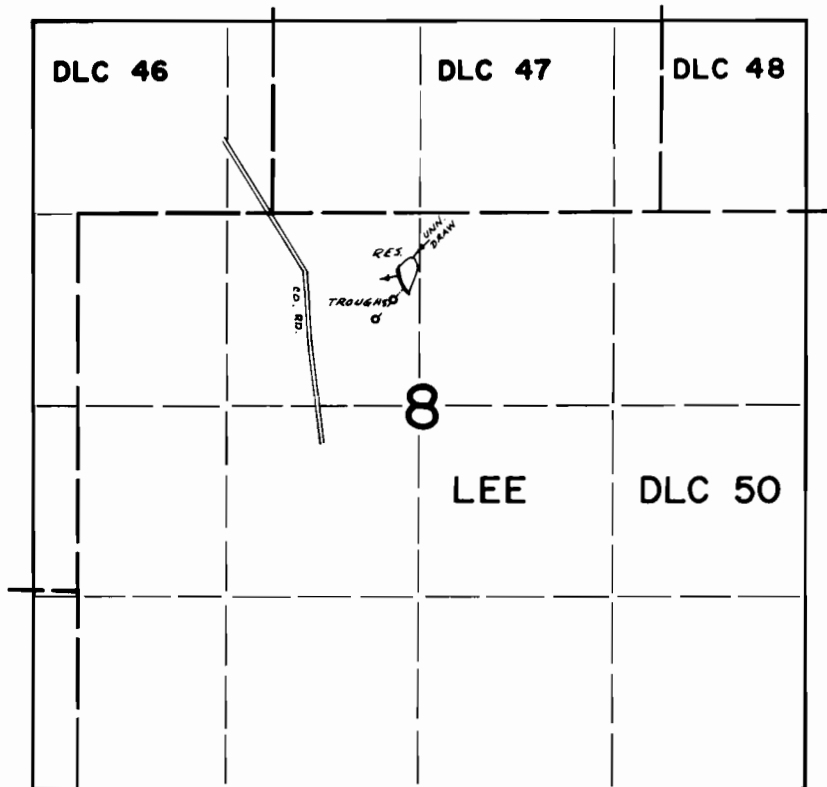 DLC 46
DLC 47
DLC 48
UNN.
DRAW
RES.
TROUGHS
CO. RD.
8
LEE
DLC 50